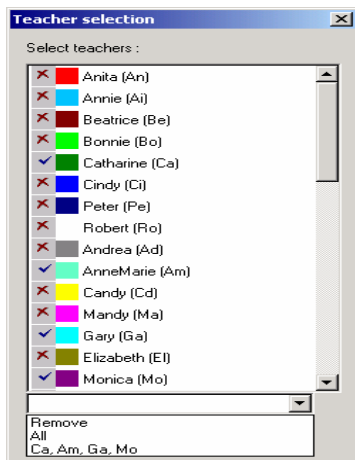 Teacher selection
Select teachers :
Anita (An)
Annie (Ai)
Beatrice (Be)
Bonnie (Bo)
Catharine (Ca)
Cindy (Ci)
Peter (Pe)
Robert (Ro)
Andrea (Ad)
AnneMarie (Am)
Candy (Cd)
Mandy (Ma)
Gary (Ga)
Elizabeth (El)
Monica (Mo)
Remove
All
Ca, Am, Ga, Mo